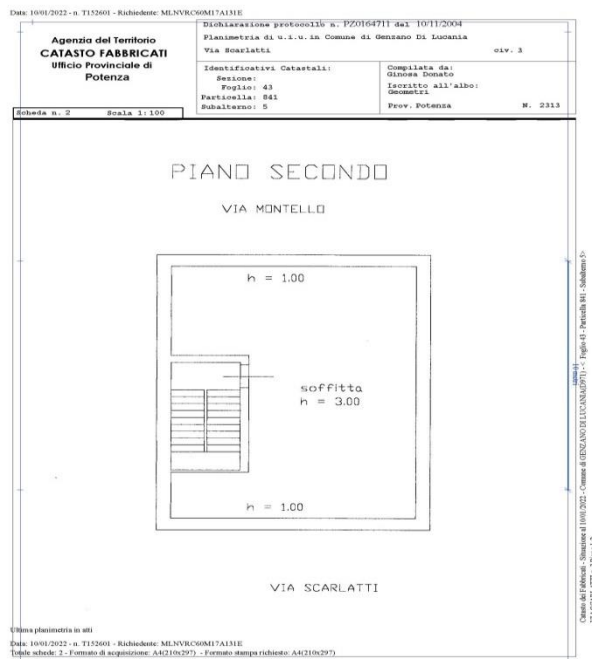 Data: 10/01/2022 - n. T152601 - Richiedente: MLNVRC60M17A131E
Agenzia del Territorio
CATASTO FABBRICATI
Ufficio Provinciale di
Potenza
Dichiarazione protocollo n. PZ0164711 del 10/11/2004
Planimetria di u.i.u. in Comune di Genzano Di Lucania
Via Scarlatti civ. 3
Identificativi Catastali:
Sezione:
Foglio: 43
Particella: 841
Subalterno: 5
Compilata da:
Ginosa Donato
Iscritto all'albo:
Geometri
Prov. Potenza N. 2313
Scheda n. 2 Scala 1:100
PIANO SECONDO
VIA MONTELLO
h = 1.00
soffitta
h = 3.00
h = 1.00
VIA SCARLATTI
Catasto dei Fabbricati - Situazione al 10/01/2022 - Comune di GENZANO DI LUCANIA(D971) - < Foglio 43 - Particella 841 - Subalterno 5>
Ultima planimetria in atti
Data: 10/01/2022 - n. T152601 - Richiedente: MLNVRC60M17A131E
Totale schede: 2 - Formato di acquisizione: A4(210x297) - Formato stampa richiesto: A4(210x297)